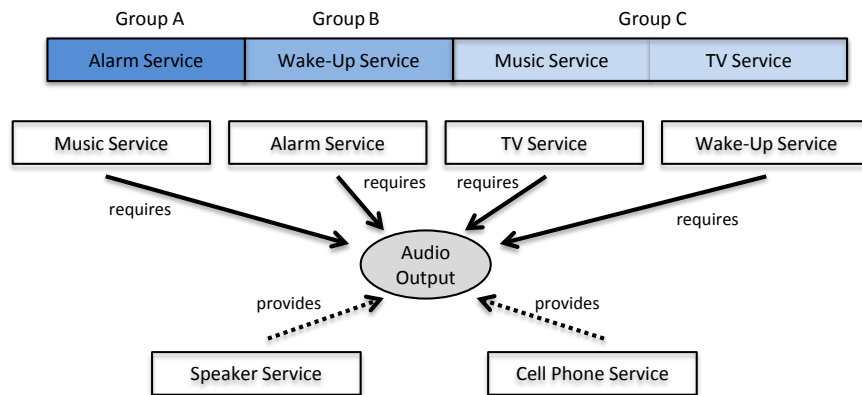 Group A
Group B
Group C
Alarm Service
Wake-Up Service
Music Service
TV Service
Music Service
Alarm Service
TV Service
Wake-Up Service
requires
requires
requires
requires
Audio
Output
provides
provides
Speaker Service
Cell Phone Service